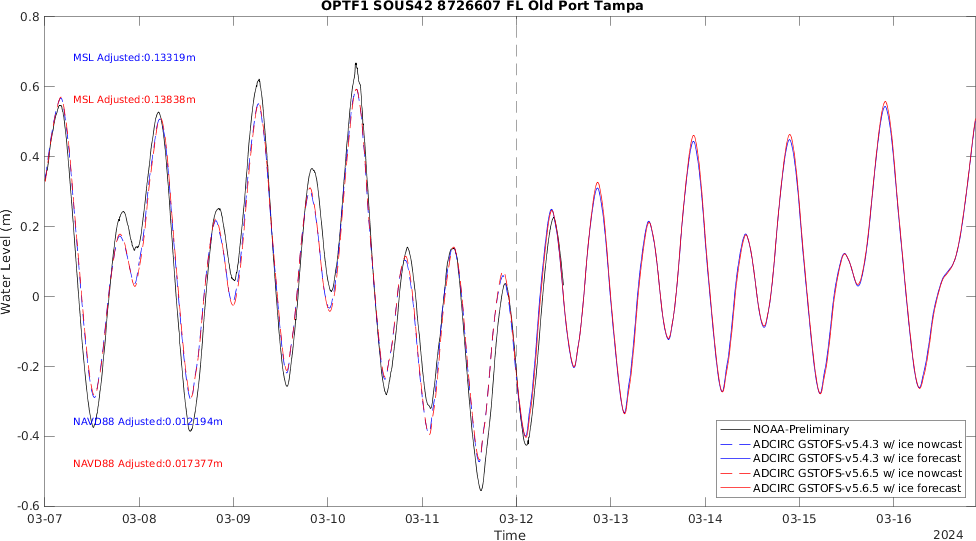 OPTF1 SOUS42 8726607 FL Old Port Tampa
0.8
0.6
0.4
0.2
0
-0.2
-0.4
-0.6
Water Level (m)
MSL Adjusted:0.13319m
MSL Adjusted:0.13838m
NAVD88 Adjusted:0.012194m
NAVD88 Adjusted:0.017377m
NOAA-Preliminary
ADCIRC GSTOFS-v5.4.3 w/ ice nowcast
ADCIRC GSTOFS-v5.4.3 w/ ice forecast
ADCIRC GSTOFS-v5.6.5 w/ ice nowcast
ADCIRC GSTOFS-v5.6.5 w/ ice forecast
03-07 03-08 03-09 03-10 03-11 03-12 03-13 03-14 03-15 03-16
Time
2024